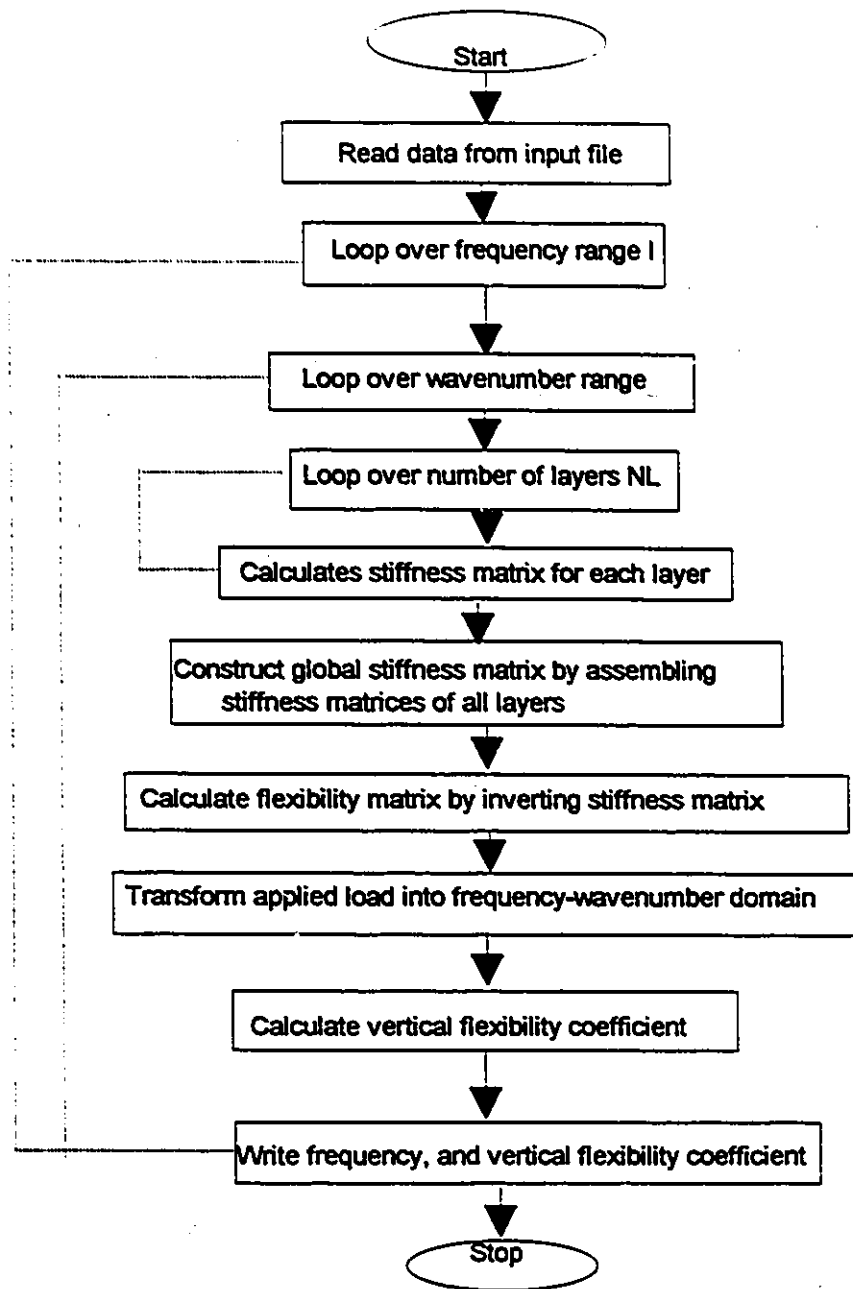 Start
Read data from input file
Loop over frequency range I
Loop over wavenumber range
Loop over number of layers NL
Calculates stiffness matrix for each layer
Construct global stiffness matrix by assembling
stiffness matrices of all layers
Calculate flexibility matrix by inverting stiffness matrix
Transform applied load into frequency-wavenumber domain
Calculate vertical flexibility coefficient
Write frequency, and vertical flexibility coefficient
Stop